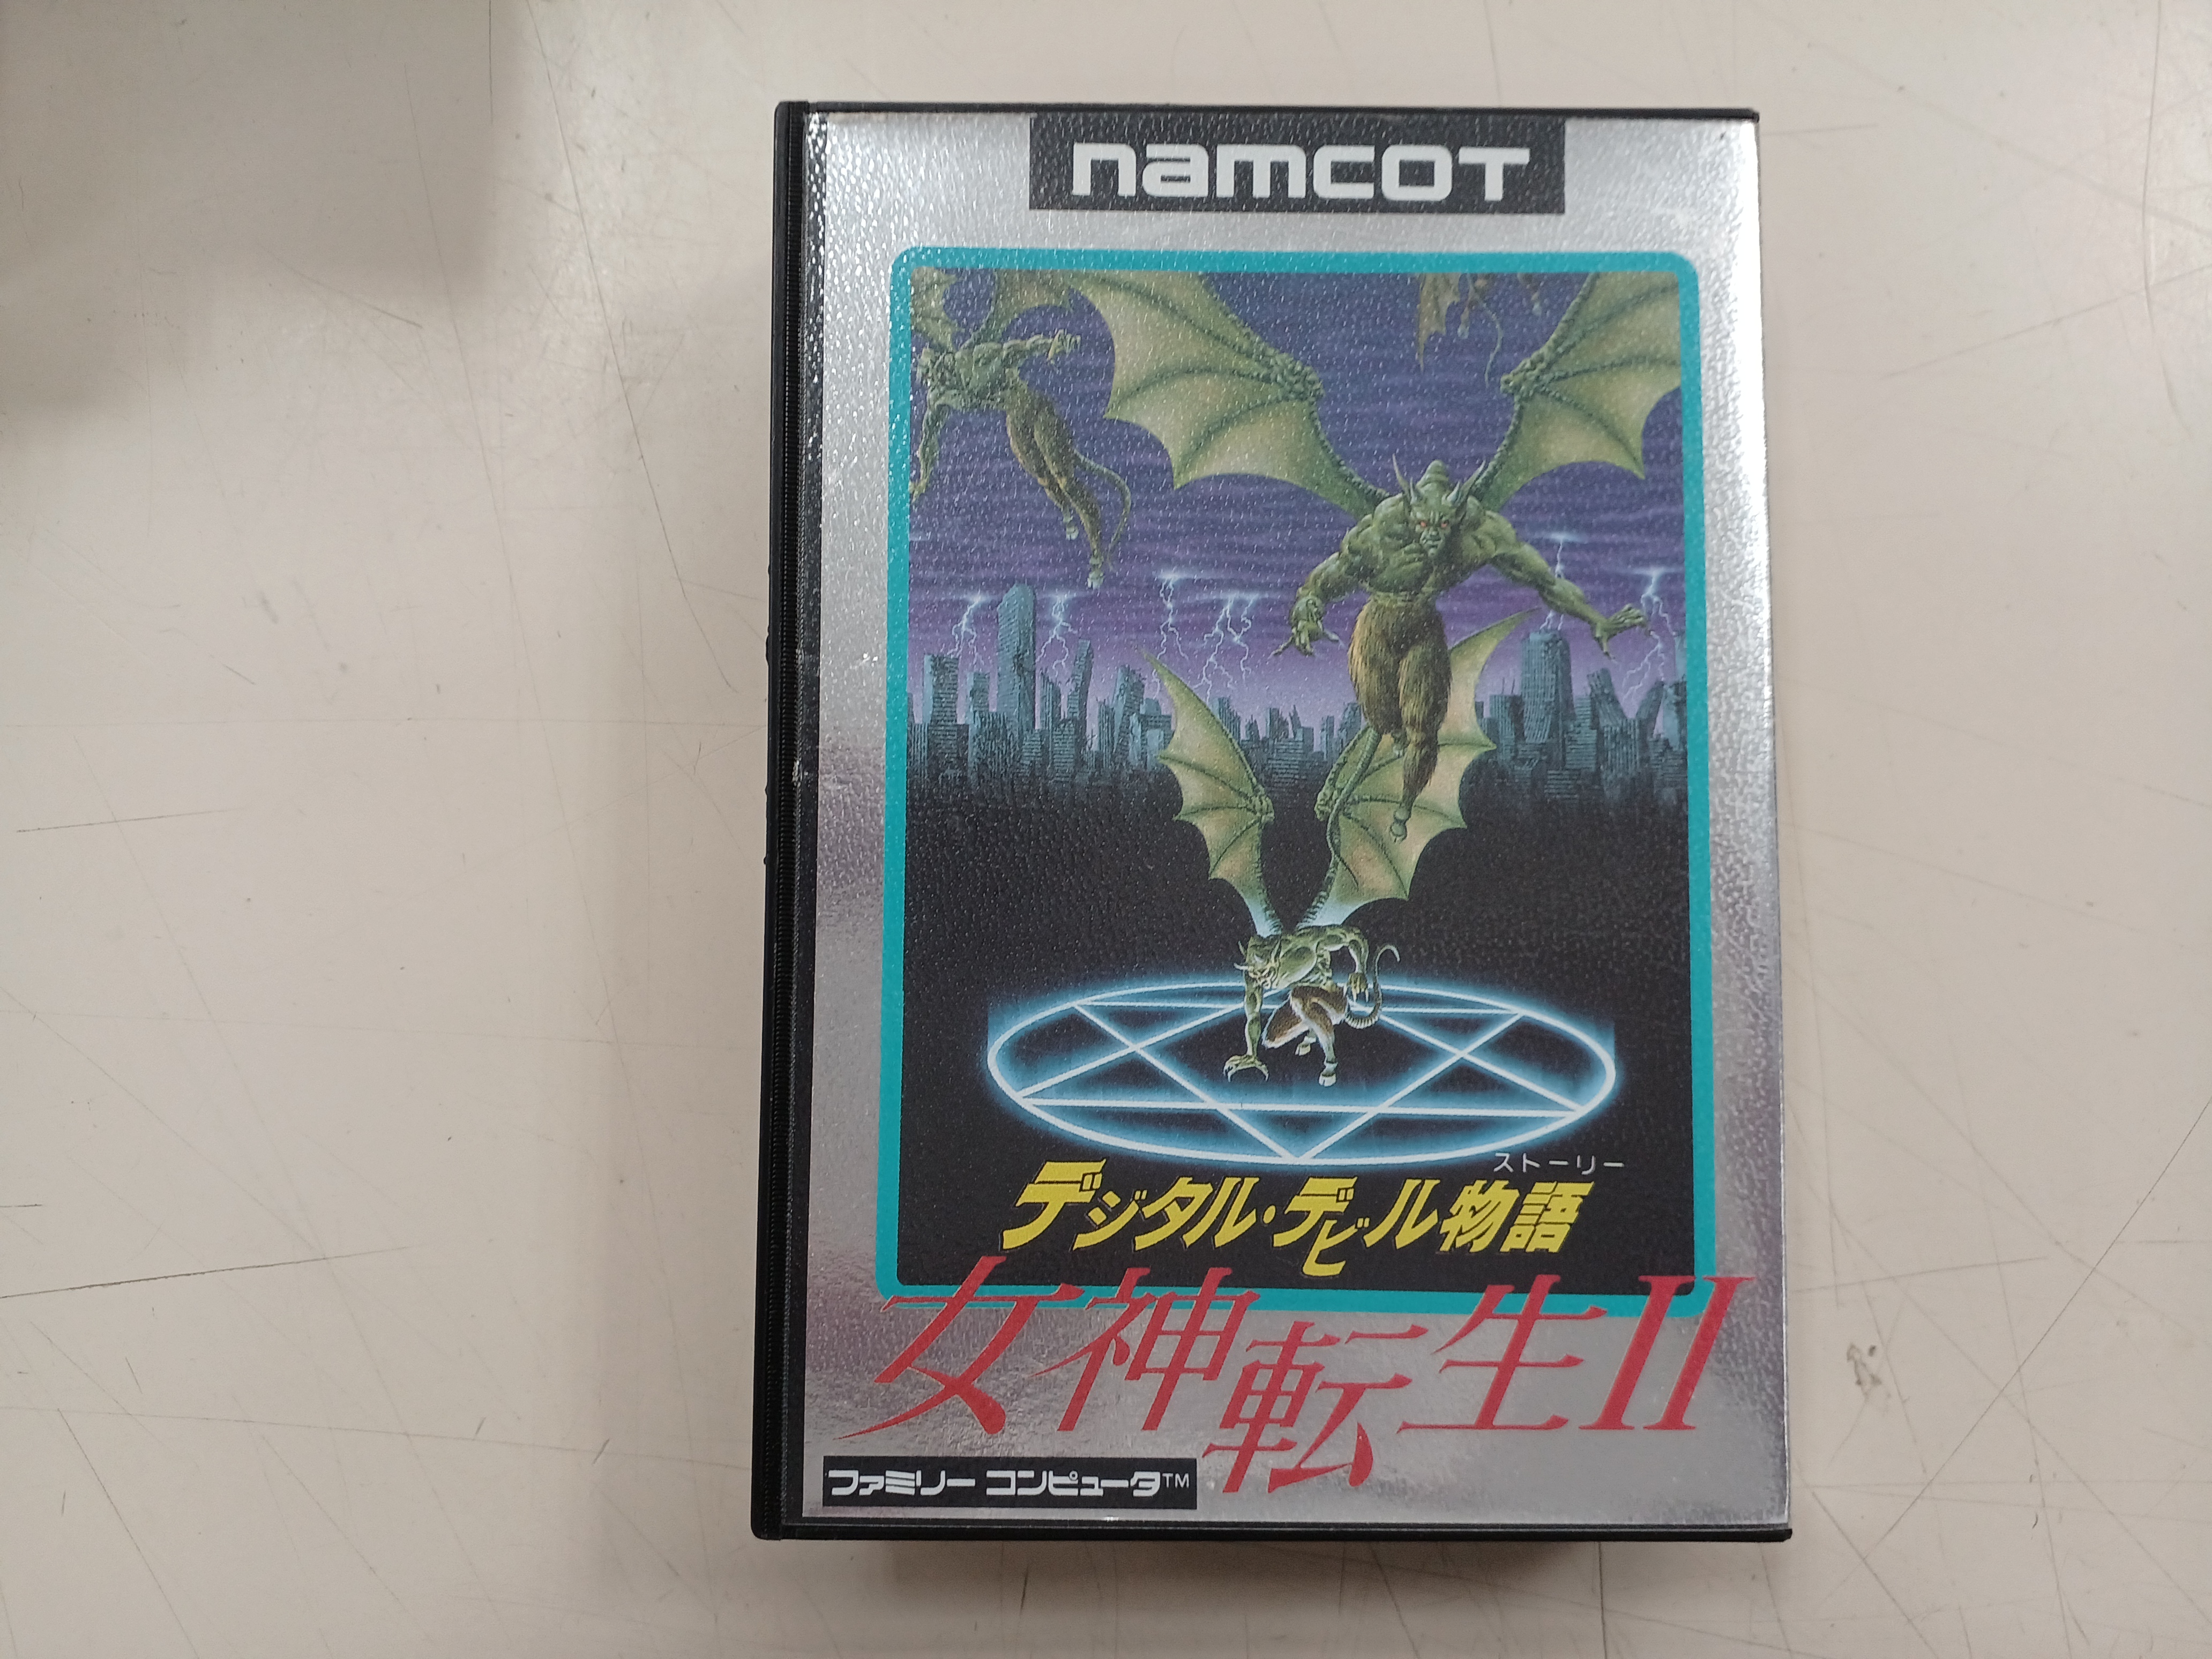 namcoT
ストーリー
デジタル・デビル物語
女神転生II
ファミリー コンピュータ™